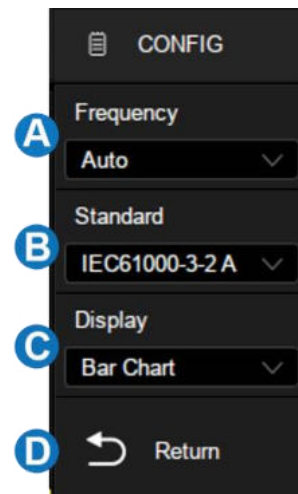 CONFIG
A
Frequency
Auto
B
Standard
IEC61000-3-2 A
C
Display
Bar Chart
D
Return